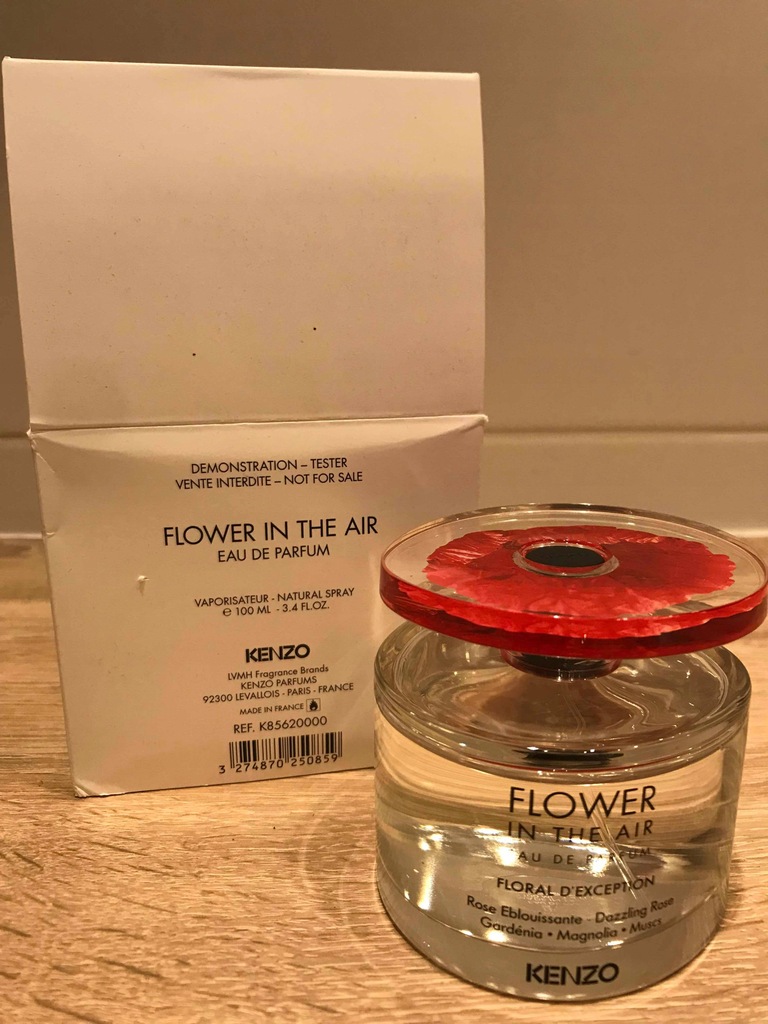 DEMONSTRATION – TESTER
VENTE INTERDITE – NOT FOR SALE
FLOWER IN THE AIR
EAU DE PARFUM
VAPORISATEUR - NATURAL SPRAY
℮ 100 ML - 3.4 FL.OZ.
KENZO
LVMH Fragrance Brands
KENZO PARFUMS
92300 LEVALLOIS - PARIS - FRANCE
MADE IN FRANCE
REF. K85620000
3 274870 250859
FLOWER
IN THE AIR
EAU DE PARFUM
FLORAL D'EXCEPTION
Rose Eblouissante - Dazzling Rose
Gardénia • Magnolia • Muscs
KENZO